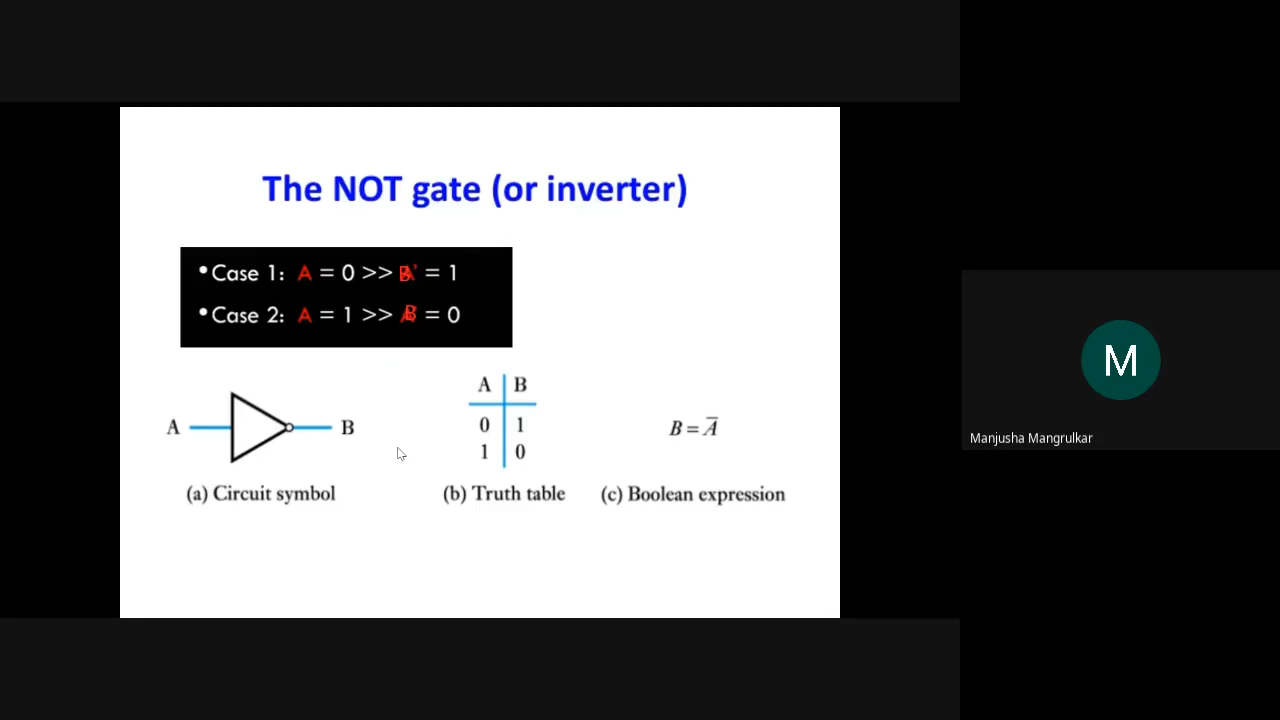 The NOT gate (or inverter)
•Case 1: A = 0 >> = 1
•Case 2: A = 1 >> = 0
A B
A B
0 1
1 0
B = A̅
(a) Circuit symbol
(b) Truth table
(c) Boolean expression
M
Manjusha Mangrulkar